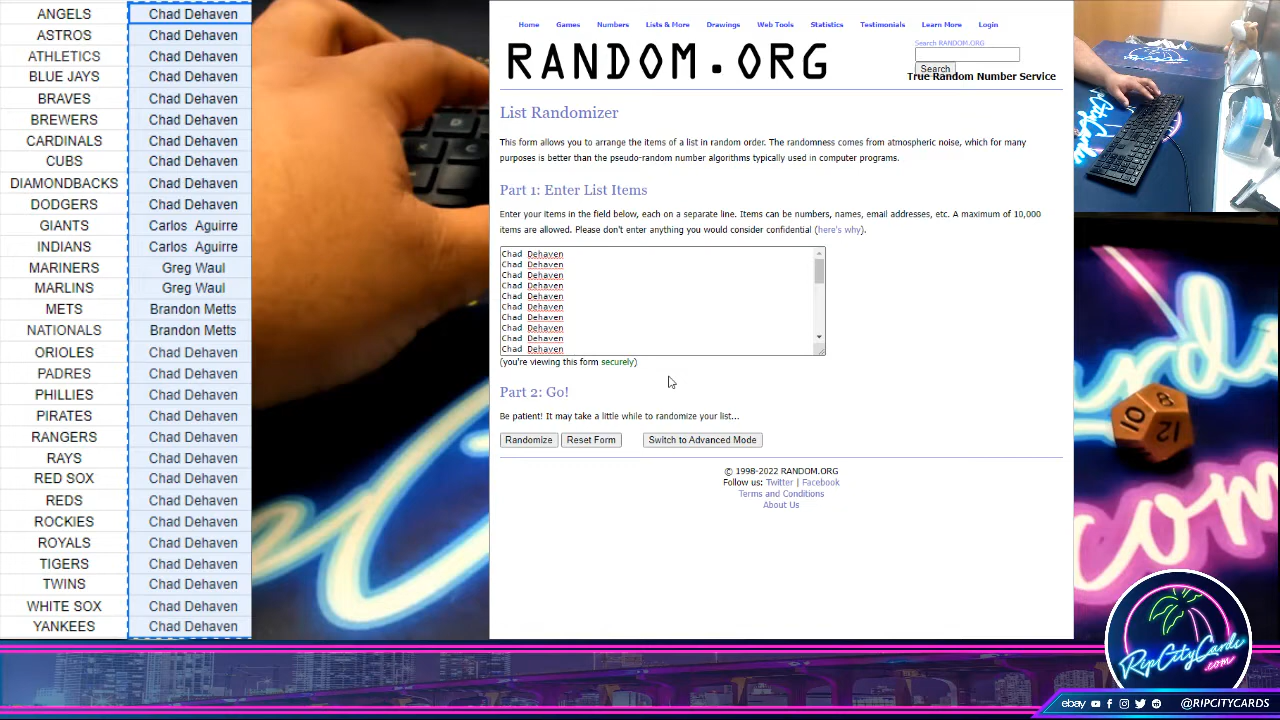 ANGELS Chad Dehaven
ASTROS Chad Dehaven
ATHLETICS Chad Dehaven
BLUE JAYS Chad Dehaven
BRAVES Chad Dehaven
BREWERS Chad Dehaven
CARDINALS Chad Dehaven
CUBS Chad Dehaven
DIAMONDBACKS Chad Dehaven
DODGERS Chad Dehaven
GIANTS Carlos Aguirre
INDIANS Carlos Aguirre
MARINERS Greg Waul
MARLINS Greg Waul
METS Brandon Metts
NATIONALS Brandon Metts
ORIOLES Chad Dehaven
PADRES Chad Dehaven
PHILLIES Chad Dehaven
PIRATES Chad Dehaven
RANGERS Chad Dehaven
RAYS Chad Dehaven
RED SOX Chad Dehaven
REDS Chad Dehaven
ROCKIES Chad Dehaven
ROYALS Chad Dehaven
TIGERS Chad Dehaven
TWINS Chad Dehaven
WHITE SOX Chad Dehaven
YANKEES Chad Dehaven
Home Games Numbers Lists & More Drawings Web Tools Statistics Testimonials Learn More Login
RANDOM.ORG
Search RANDOM.ORG
Search
True Random Number Service
List Randomizer
This form allows you to arrange the items of a list in random order. The randomness comes from atmospheric noise, which for many
purposes is better than the pseudo-random number algorithms typically used in computer programs.
Part 1: Enter List Items
Enter your items in the field below, each on a separate line. Items can be numbers, names, email addresses, etc. A maximum of 10,000
items are allowed. Please don't enter anything you would consider confidential (here's why).
Chad Dehaven
Chad Dehaven
Chad Dehaven
Chad Dehaven
Chad Dehaven
Chad Dehaven
Chad Dehaven
Chad Dehaven
Chad Dehaven
Chad Dehaven
(you're viewing this form securely)
Part 2: Go!
Be patient! It may take a little while to randomize your list...
Randomize Reset Form Switch to Advanced Mode
© 1998-2022 RANDOM.ORG
Follow us: Twitter | Facebook
Terms and Conditions
About Us
8
10 12
com
RipCityCards
.com
ebay @RIPCITYCARDS